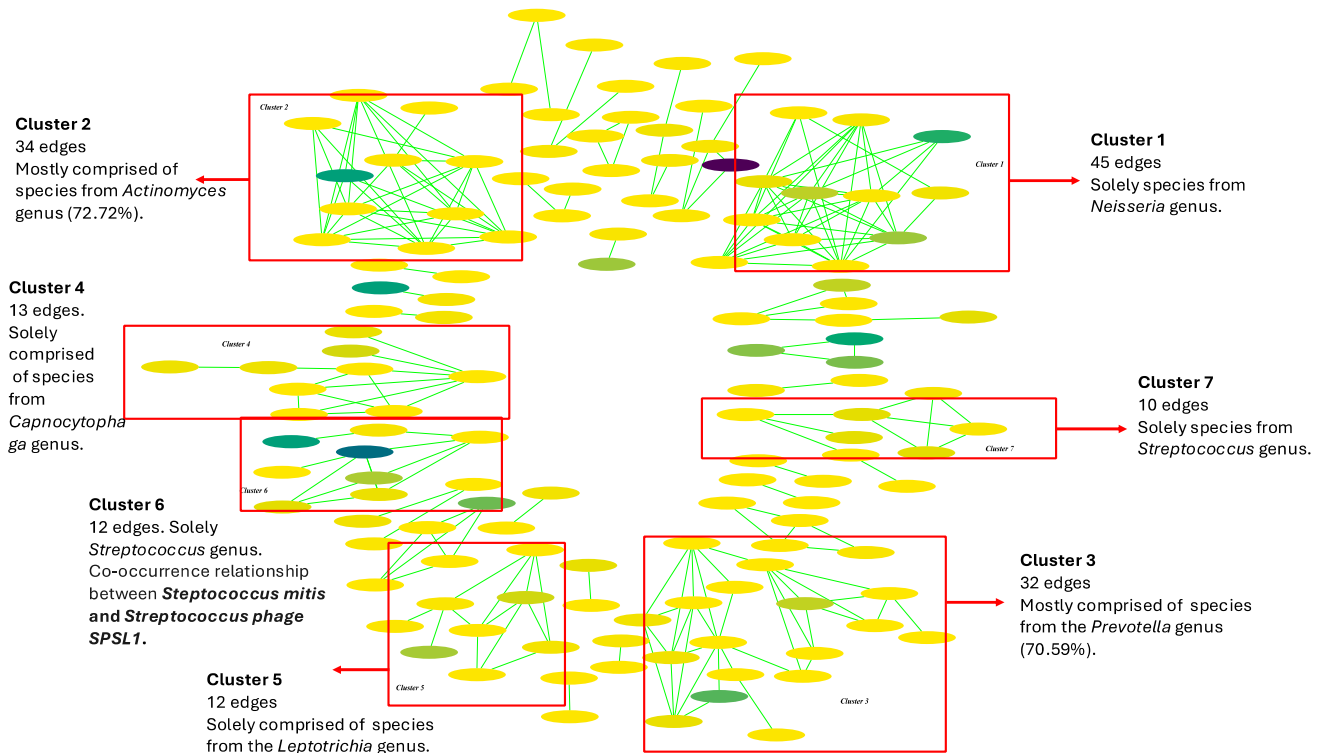 Cluster 2
34 edges
Mostly comprised of
species from Actinomyces
genus (72.72%).
Cluster 2
Cluster 1
Cluster 1
45 edges
Solely species from
Neisseria genus.
Cluster 4
13 edges.
Solely
comprised
of species
from
Capnocytopha
ga genus.
Cluster 4
Cluster 7
10 edges
Solely species from
Streptococcus genus.
Cluster 7
Cluster 6
Cluster 6
12 edges. Solely
Streptococcus genus.
Co-occurrence relationship
between Steptococcus mitis
and Streptococcus phage
SPSL1.
Cluster 3
32 edges
Mostly comprised of species
from the Prevotella genus
(70.59%).
Cluster 3
Cluster 5
Cluster 5
12 edges
Solely comprised of species
from the Leptotrichia genus.